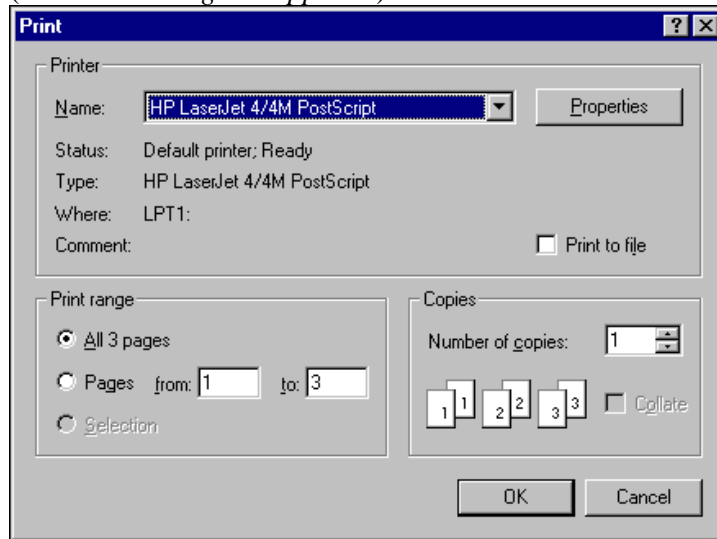 Print
Printer
Name: HP LaserJet 4/4M PostScript Properties
Status: Default printer; Ready
Type: HP LaserJet 4/4M PostScript
Where: LPT1:
Comment: Print to file
Print range
All 3 pages
Pages from: 1 to: 3
Selection
Copies
Number of copies: 1
1 1 2 2 3 3 Collate
OK Cancel